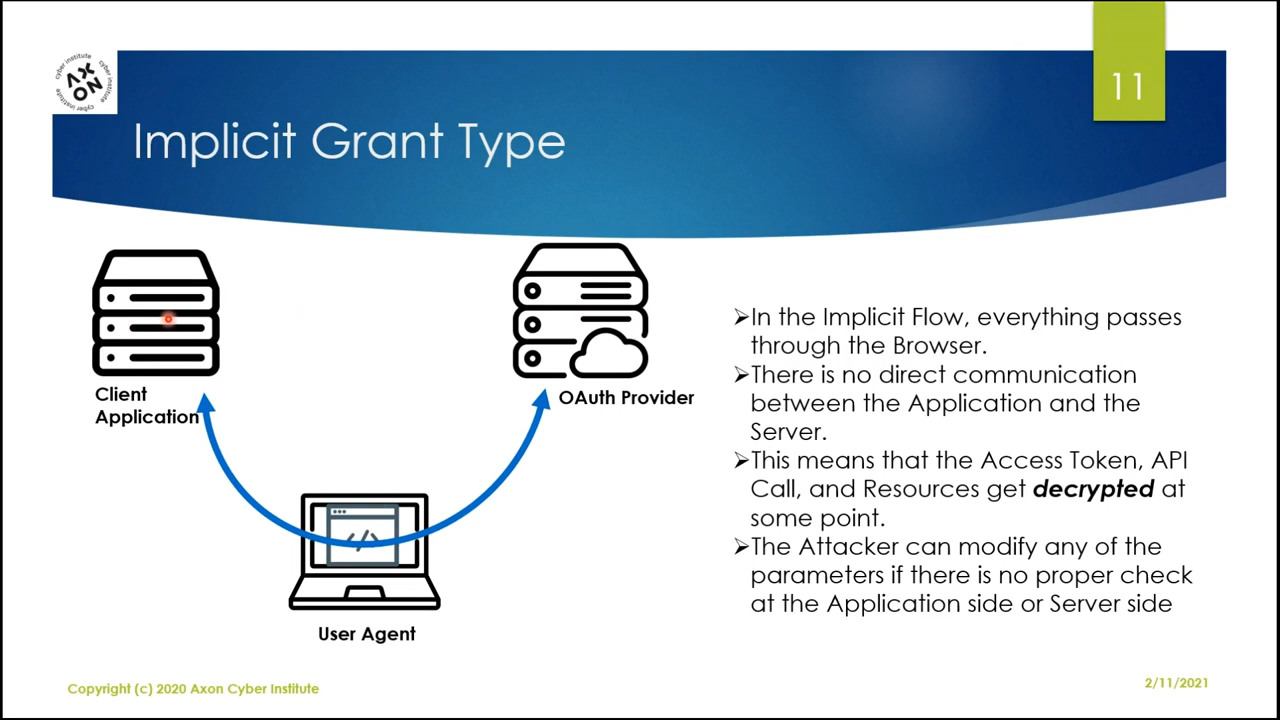 cyber institute
AXON
11
Implicit Grant Type
Client
Application
OAuth Provider
User Agent
➢In the Implicit Flow, everything passes
through the Browser.
➢There is no direct communication
between the Application and the
Server.
➢This means that the Access Token, API
Call, and Resources get decrypted at
some point.
➢The Attacker can modify any of the
parameters if there is no proper check
at the Application side or Server side
Copyright (c) 2020 Axon Cyber Institute
2/11/2021